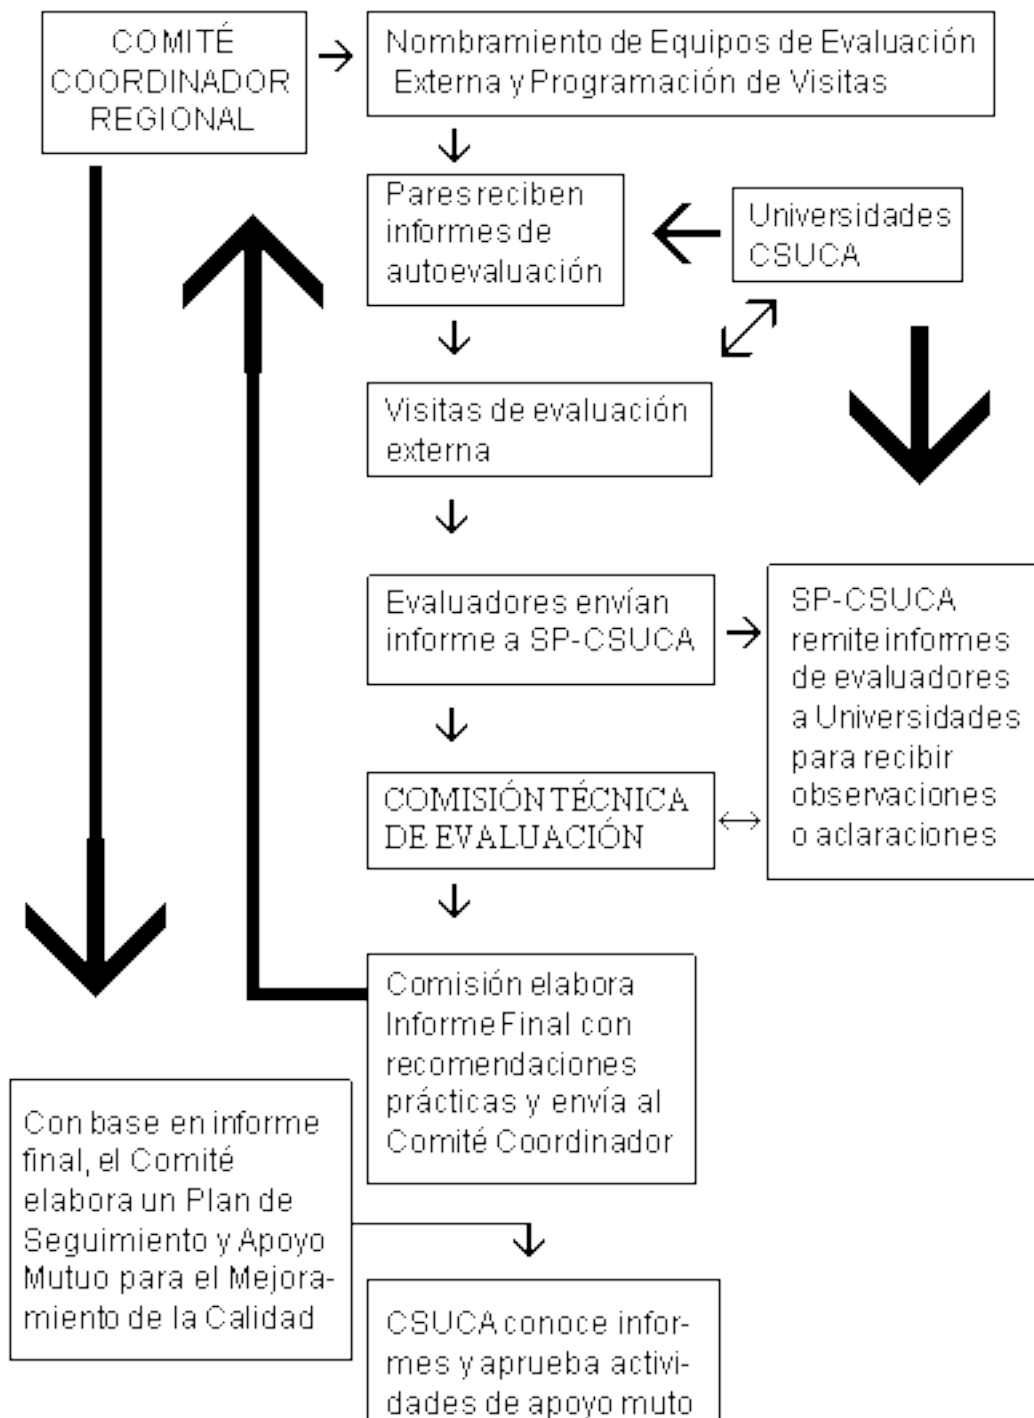 COMITÉ
COORDINADOR
REGIONAL
Nombramiento de Equipos de Evaluación
Externa y Programación de Visitas
Pares reciben
informes de
autoevaluación
Universidades
CSUCA
Visitas de evaluación
externa
Evaluadores envían
informe a SP-CSUCA
SP-CSUCA
remite informes
de evaluadores
a Universidades
para recibir
observaciones
o aclaraciones
COMISIÓN TÉCNICA
DE EVALUACIÓN
Comisión elabora
Informe Final con
recomendaciones
prácticas y envía al
Comité Coordinador
Con base en informe
final, el Comité
elabora un Plan de
Seguimiento y Apoyo
Mutuo para el Mejora-
miento de la Calidad
CSUCA conoce infor-
mes y aprueba activi-
dades de apoyo muto